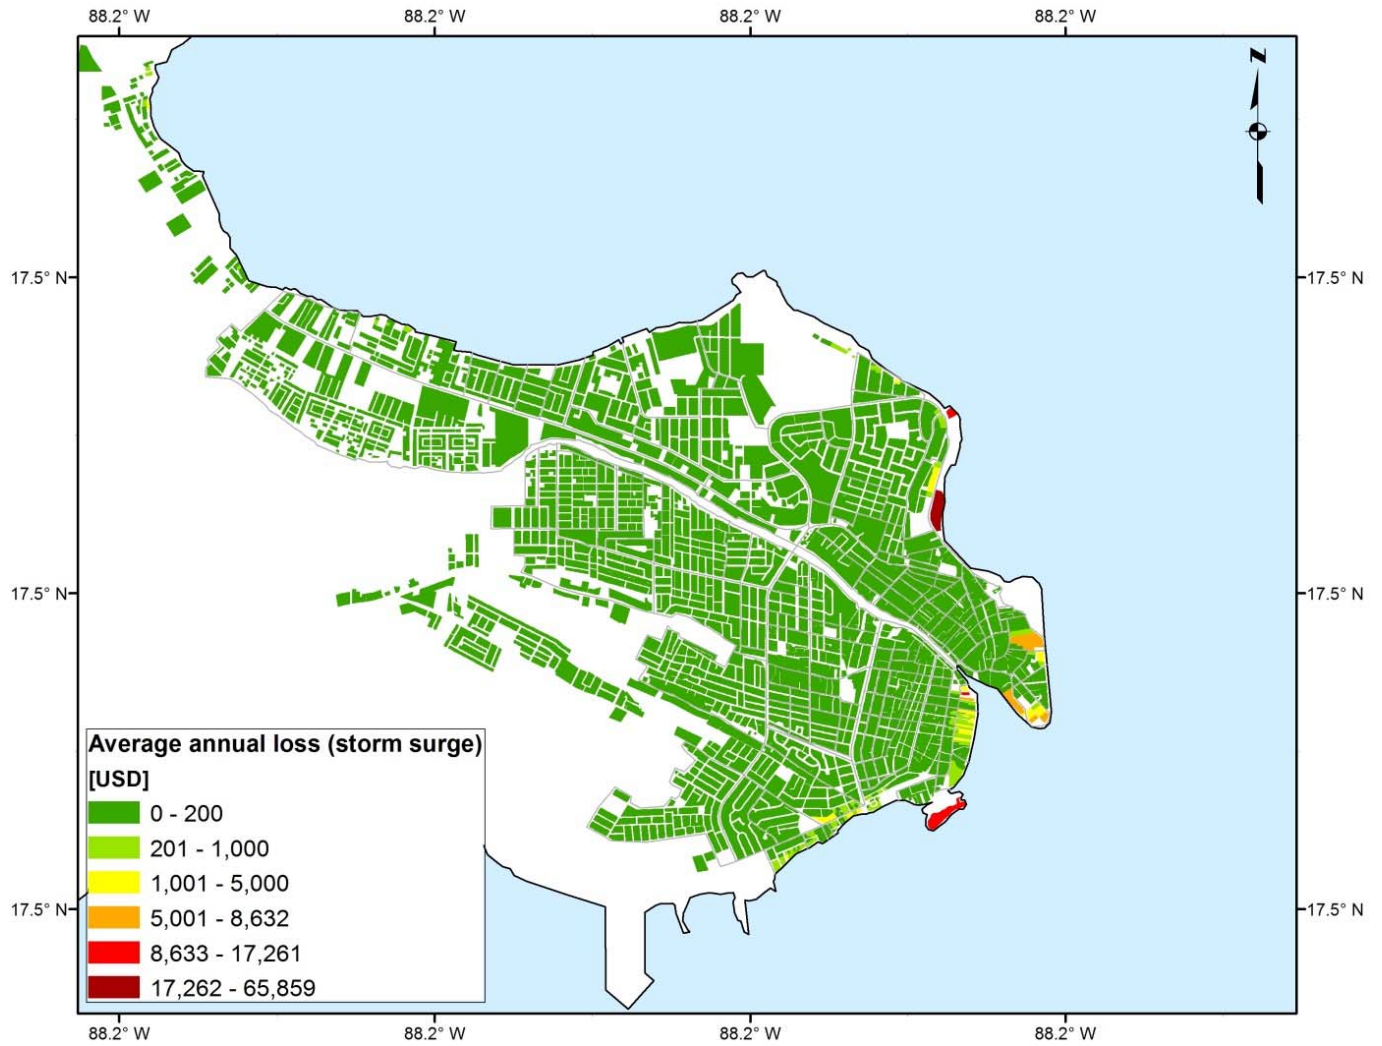 88.2° W 88.2° W 88.2° W 88.2° W
N
17.5° N 17.5° N
17.5° N 17.5° N
Average annual loss (storm surge)
[USD]
0 - 200
201 - 1,000
1,001 - 5,000
5,001 - 8,632
8,633 - 17,261
17,262 - 65,859
17.5° N 17.5° N
88.2° W 88.2° W 88.2° W 88.2° W